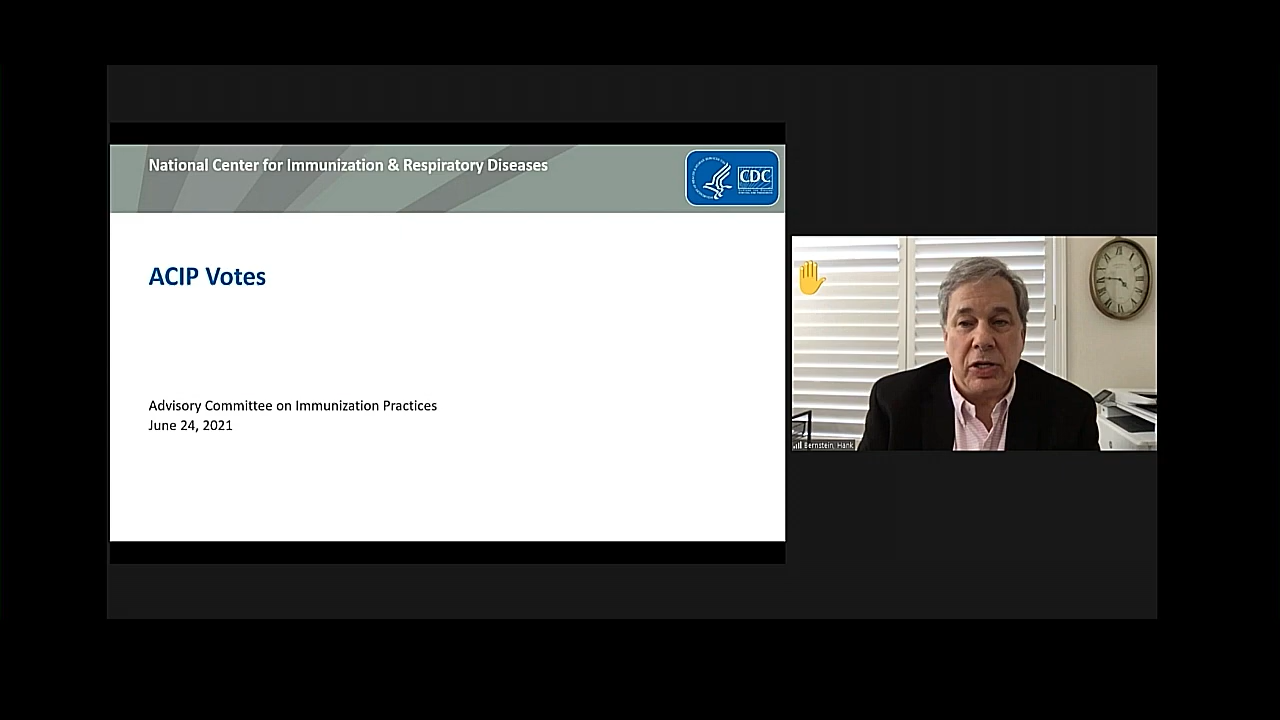 National Center for Immunization & Respiratory Diseases
CDC
ACIP Votes
Advisory Committee on Immunization Practices
June 24, 2021
Bernstein, Hank